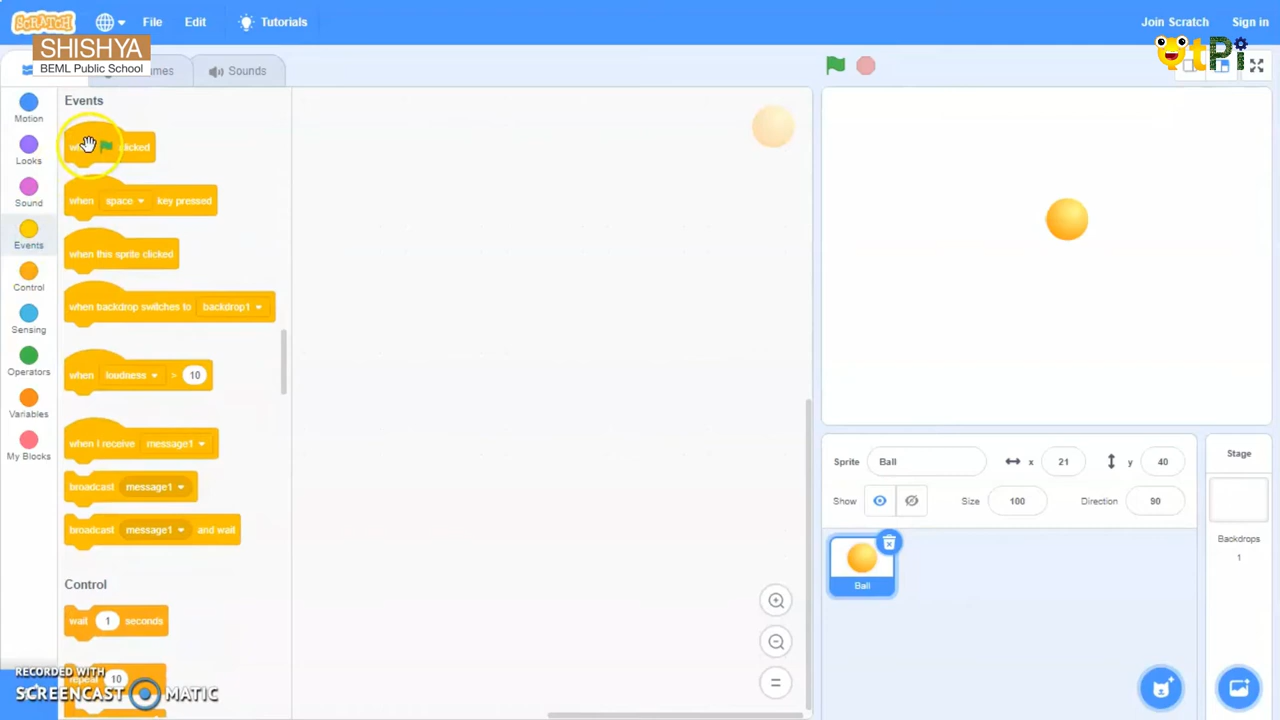 SCRATCH
File
Edit
Tutorials
Join Scratch
Sign in
SHISHYA
BEML Public School
Sounds
Motion
Looks
Sound
Events
Control
Sensing
Operators
Variables
My Blocks
Events
when space key pressed
when this sprite clicked
when backdrop switches to backdrop1
when loudness > 10
when I receive message1
broadcast message1
broadcast message1 and wait
Control
wait 1 seconds
repeat 10
RECORDED WITH
SCREENCAST MATIC
Sprite
Ball
x
21
y
40
Show
Size
100
Direction
90
Ball
Stage
Backdrops
1